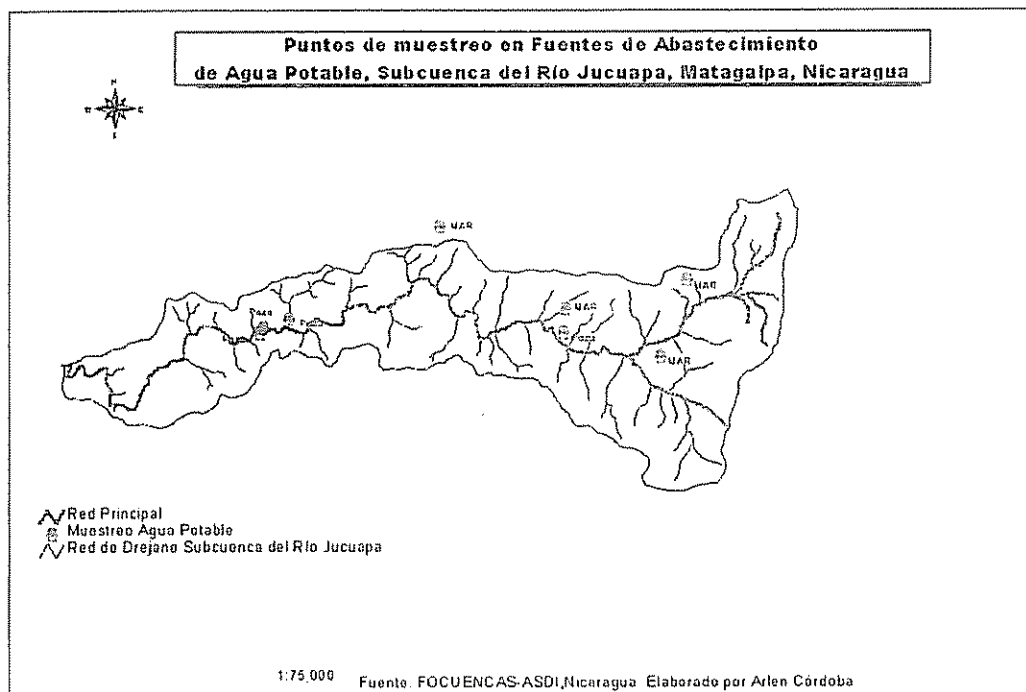 Puntos de muestreo en Fuentes de Abastecimiento
de Agua Potable, Subcuenca del Río Jucuapa, Matagalpa, Nicaragua
N
E
S
MAR
MAR
MAR
MAR
Red Principal
Muestreo Agua Potable
Red de Drejane Subcuenca del Río Jucuapa
1:75,000 Fuente. FOCUENCAS-ASDI,Nicaragua Elaborado por Arlen Córdoba